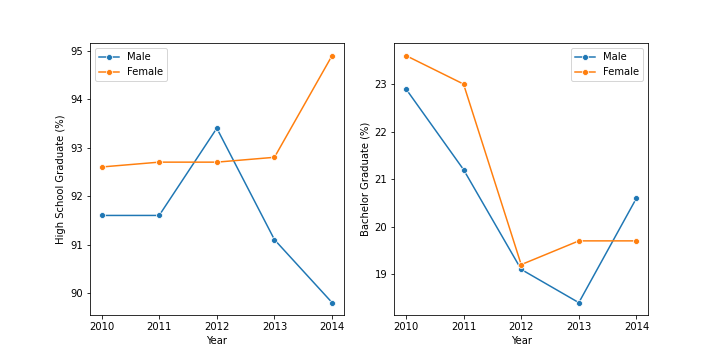 Male
Female
High School Graduate (%)
95
94
93
92
91
90
2010 2011 2012 2013 2014
Year
Male
Female
Bachelor Graduate (%)
23
22
21
20
19
2010 2011 2012 2013 2014
Year